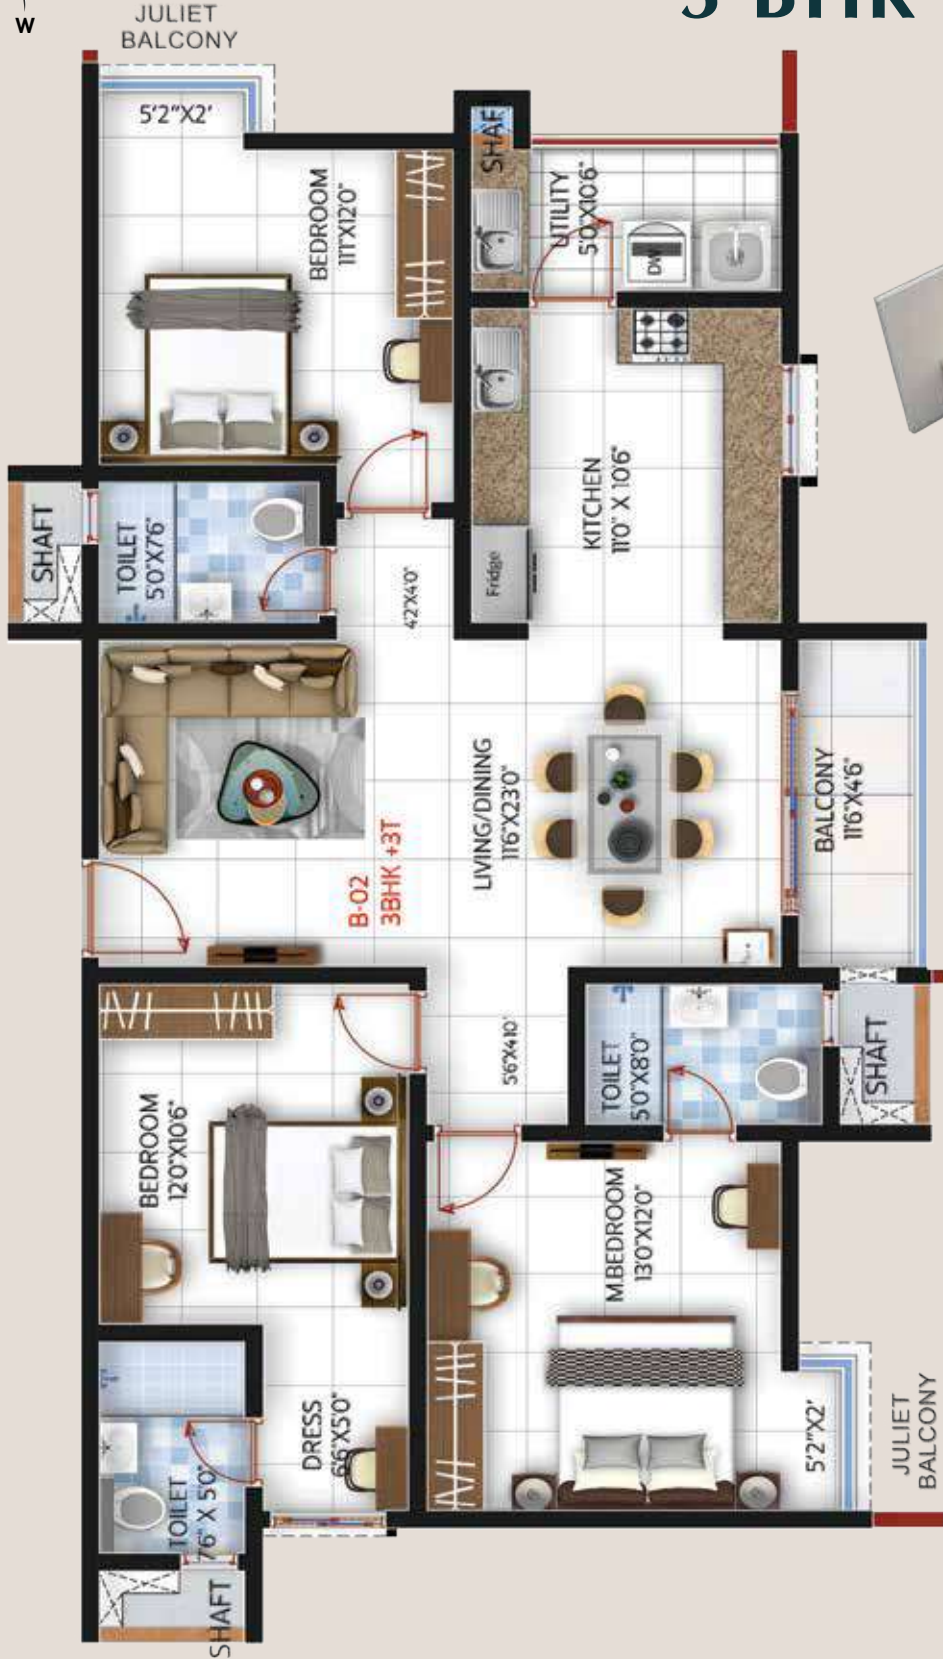 W
JULIET
BALCONY
3 BHK
5'2"X2'
BEDROOM
11'1"X12'0"
SHAF
UTILITY
5'0"X10'6"
DW
SHAFT
TOILET
5'0"X7'6"
KITCHEN
11'0" X 10'6"
Fridge
4'2"X4'0"
LIVING/DINING
11'6"X23'0"
B-02
3BHK +3T
BALCONY
11'6"X4'6"
BEDROOM
12'0"X10'6"
5'6"X4'10"
TOILET
5'0"X8'0"
SHAFT
M.BEDROOM
13'0"X12'0"
DRESS
6'6"X5'0"
TOILET
7'6" X 5'0"
SHAFT
5'2"X2'
JULIET
BALCONY